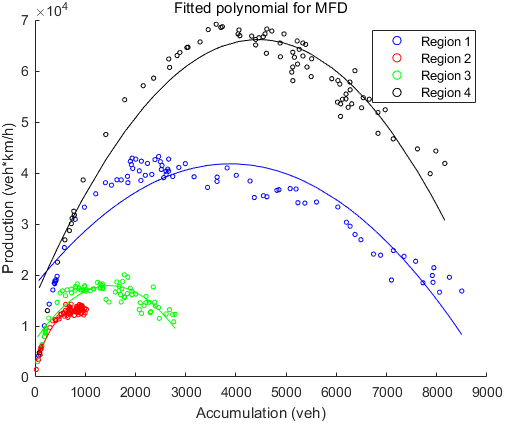 Fitted polynomial for MFD
7 ×10⁴
6
5
4
3
2
1
0
Production (veh*km/h)
Region 1
Region 2
Region 3
Region 4
0 1000 2000 3000 4000 5000 6000 7000 8000 9000
Accumulation (veh)